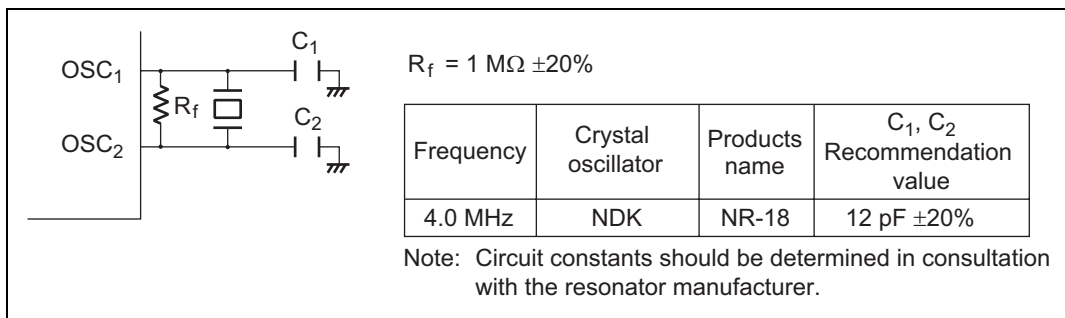 C1
OSC1
Rf
C2
OSC2
Rf = 1 MΩ ±20%
Frequency
Crystal
oscillator
Products
name
C1, C2
Recommendation
value
4.0 MHz
NDK
NR-18
12 pF ±20%
Note: Circuit constants should be determined in consultation
with the resonator manufacturer.